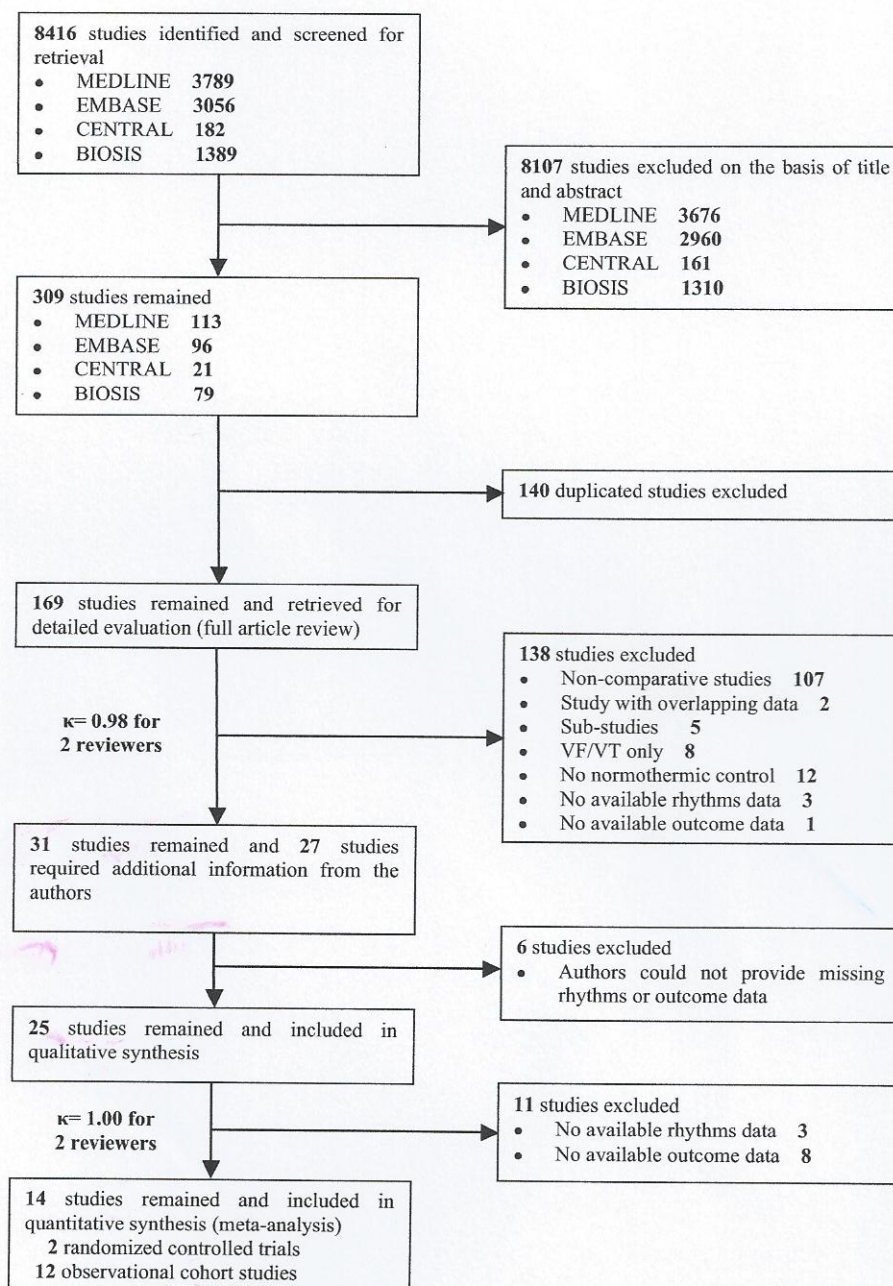 8416 studies identified and screened for
retrieval
• MEDLINE 3789
• EMBASE 3056
• CENTRAL 182
• BIOSIS 1389
8107 studies excluded on the basis of title
and abstract
• MEDLINE 3676
• EMBASE 2960
• CENTRAL 161
• BIOSIS 1310
309 studies remained
• MEDLINE 113
• EMBASE 96
• CENTRAL 21
• BIOSIS 79
140 duplicated studies excluded
169 studies remained and retrieved for
detailed evaluation (full article review)
138 studies excluded
• Non-comparative studies 107
• Study with overlapping data 2
• Sub-studies 5
• VF/VT only 8
• No normothermic control 12
• No available rhythms data 3
• No available outcome data 1
κ= 0.98 for
2 reviewers
31 studies remained and 27 studies
required additional information from the
authors
6 studies excluded
• Authors could not provide missing
rhythms or outcome data
25 studies remained and included in
qualitative synthesis
11 studies excluded
• No available rhythms data 3
• No available outcome data 8
κ= 1.00 for
2 reviewers
14 studies remained and included in
quantitative synthesis (meta-analysis)
2 randomized controlled trials
12 observational cohort studies